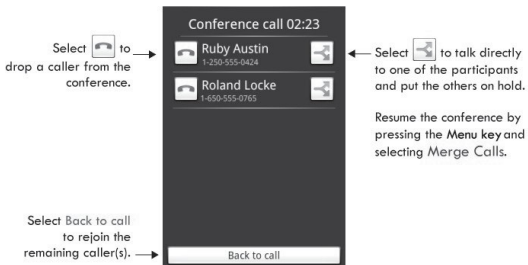 Conference call 02:23
Select to
drop a caller from the
conference.
Ruby Austin
1-250-555-0424
Roland Locke
1-650-555-0765
Select to talk directly
to one of the participants
and put the others on hold.
Resume the conference by
pressing the Menu key and
selecting Merge Calls.
Select Back to call
to rejoin the
remaining caller(s).
Back to call